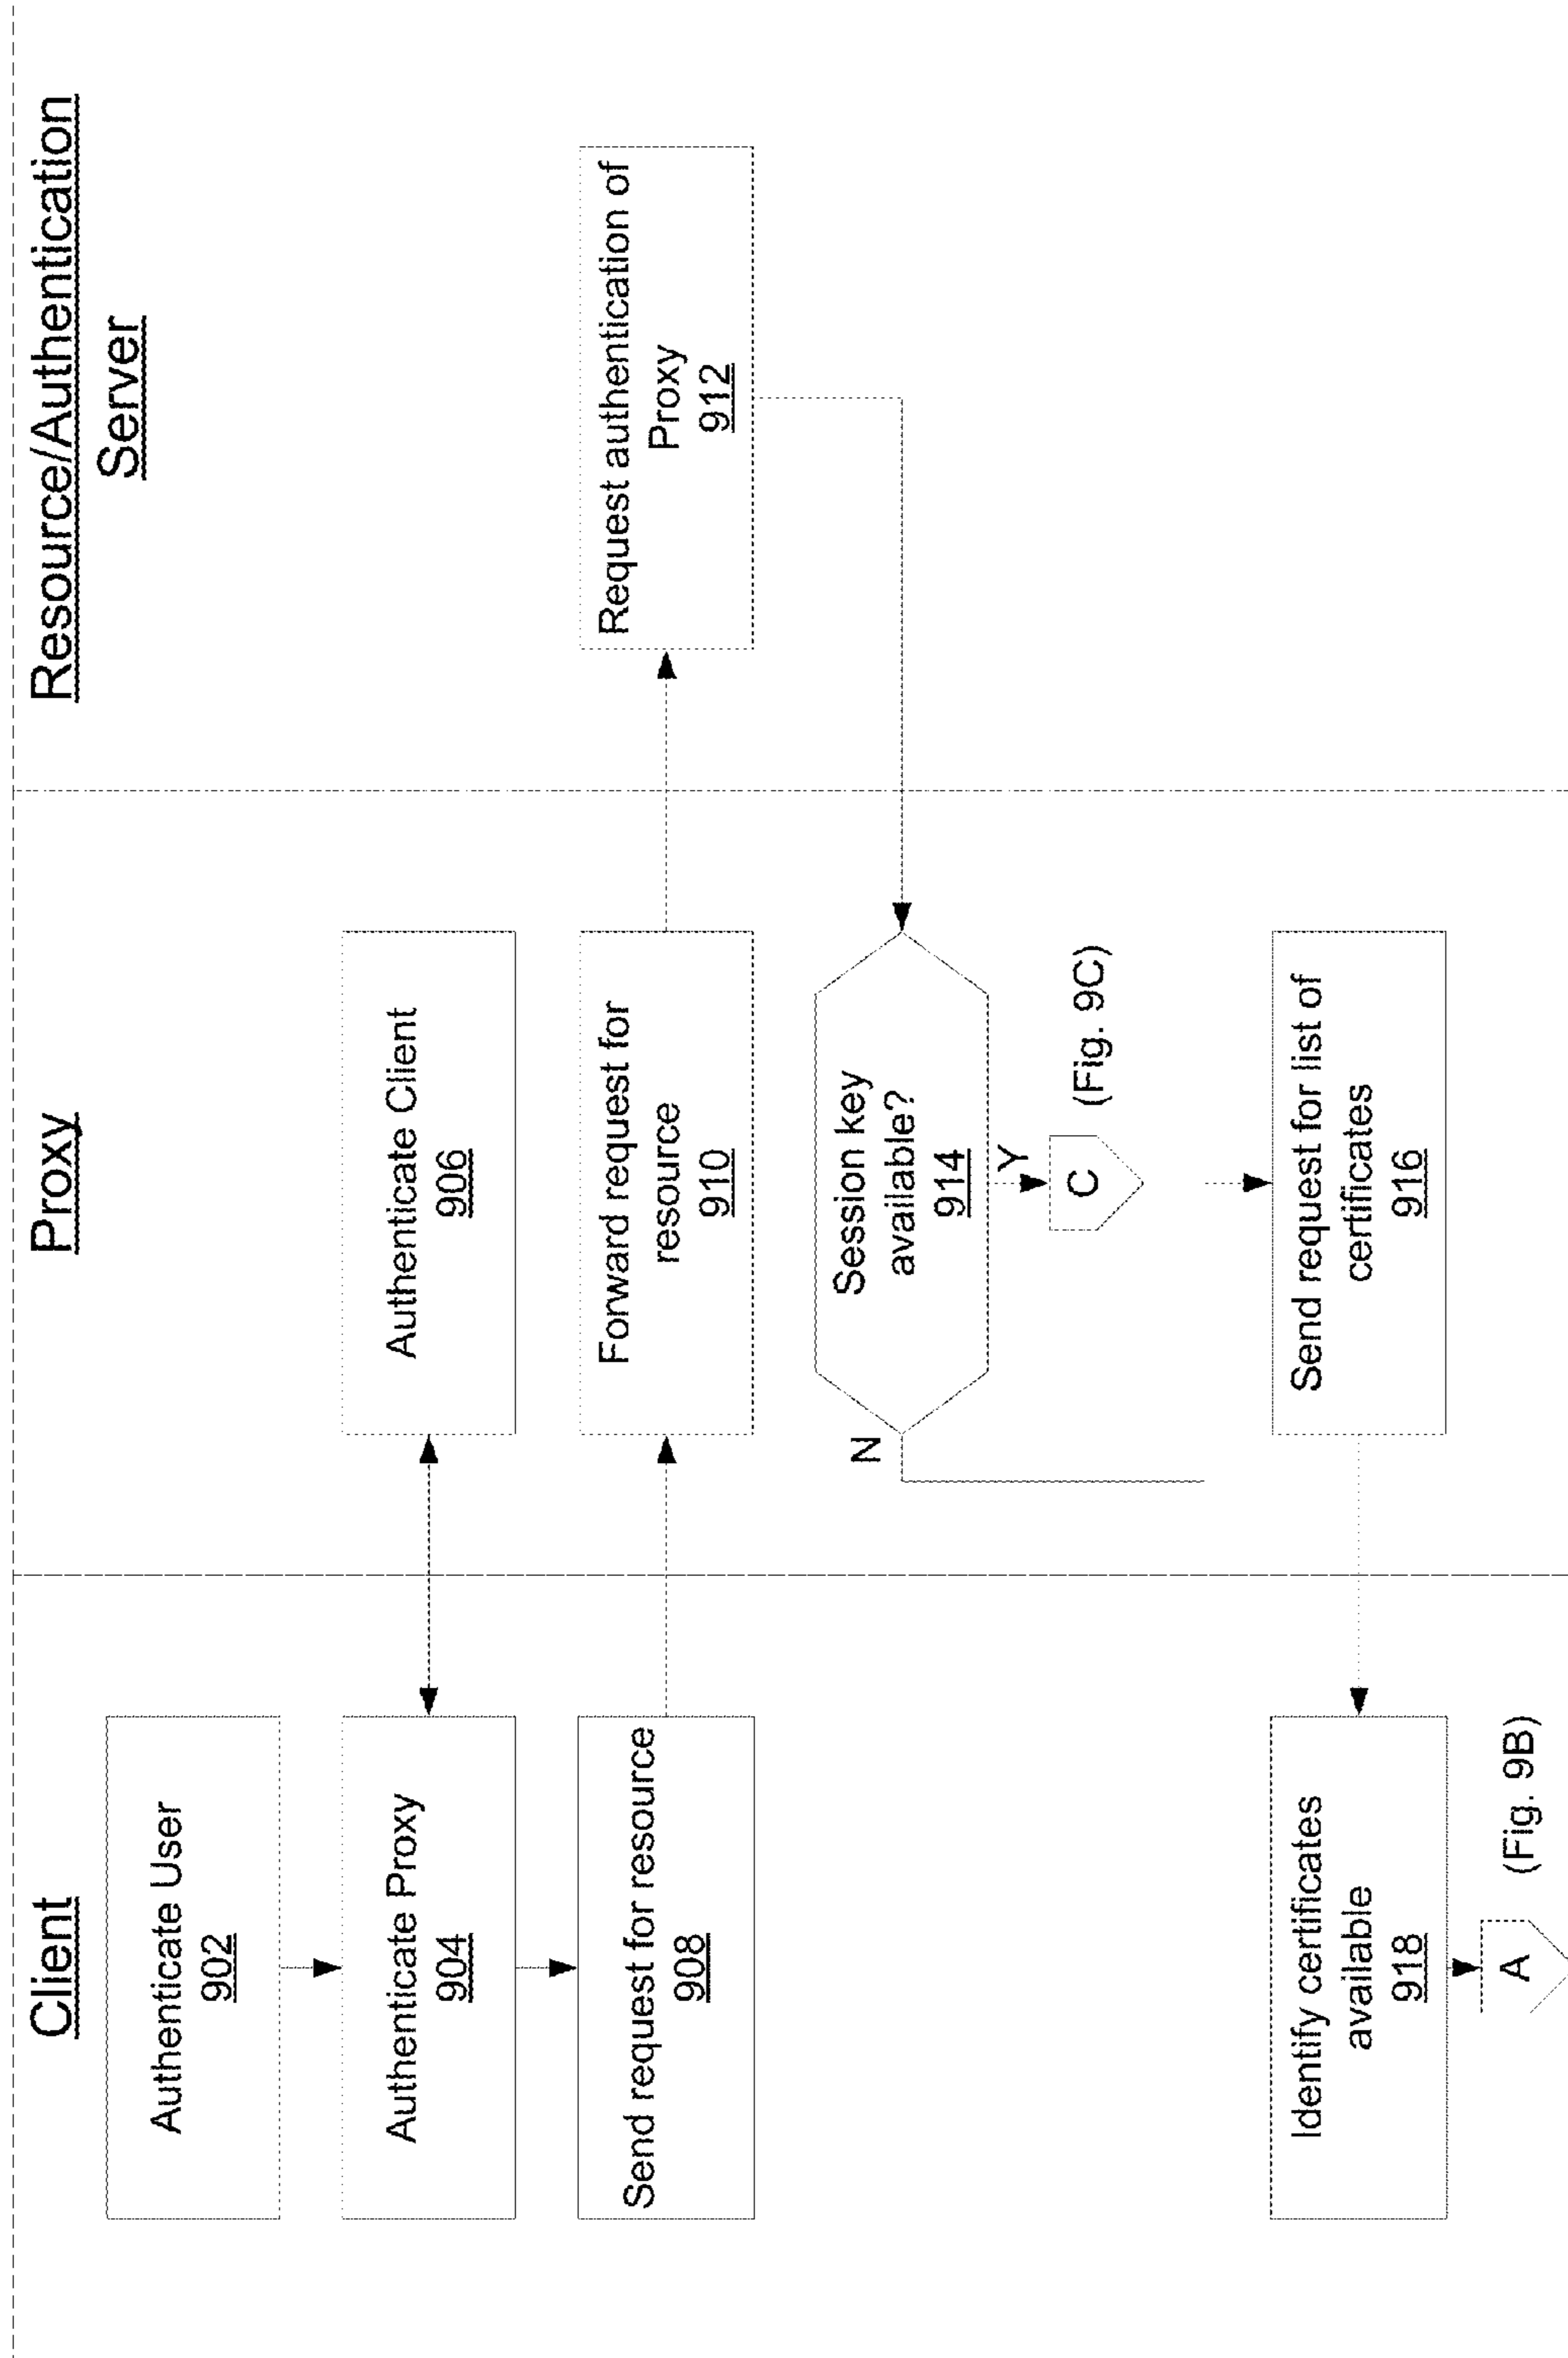 Client
Proxy
Resource/Authentication
Server
Authenticate User
902
Authenticate Proxy
904
Authenticate Client
906
Send request for resource
908
Forward request for
resource
910
Request authentication of
Proxy
912
Session key
available?
914
N
Y
C
(Fig. 9C)
Send request for list of
certificates
916
Identify certificates
available
918
A
(Fig. 9B)